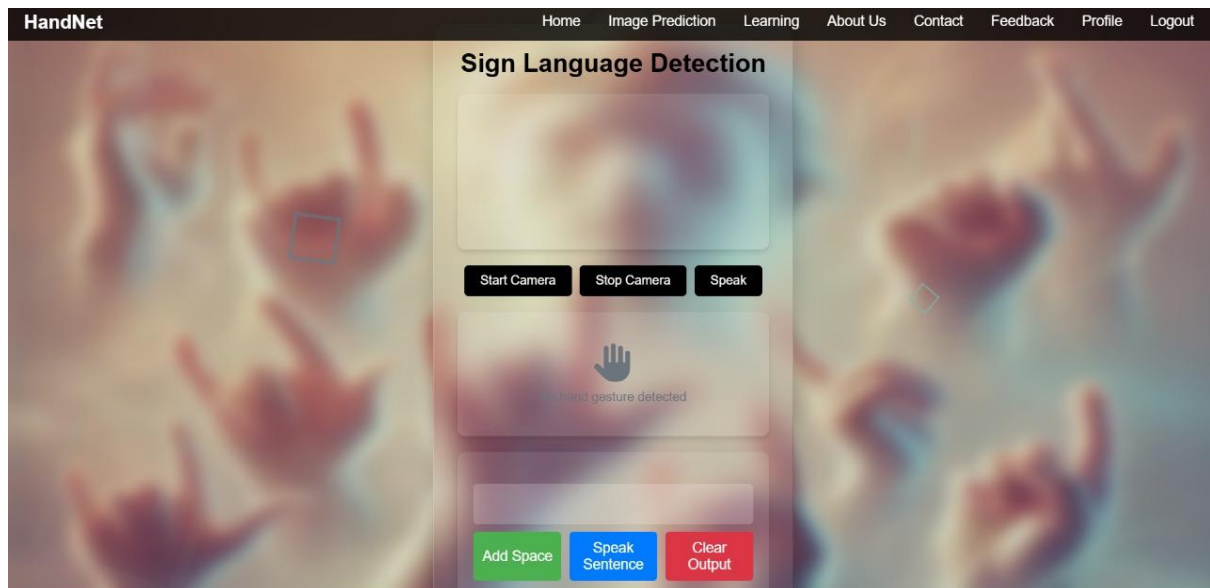 HandNet
Home Image Prediction Learning About Us Contact Feedback Profile Logout
Sign Language Detection
Start Camera Stop Camera Speak
No hand gesture detected
Add Space
Speak
Sentence
Clear
Output